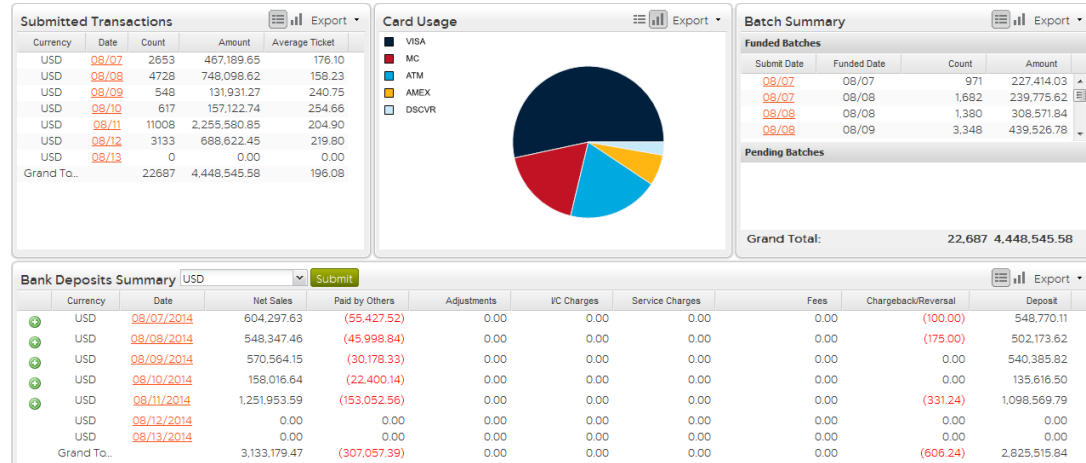 Submitted Transactions Export
Currency Date Count Amount Average Ticket
USD 08/07 2653 467,189.65 176.10
USD 08/08 4728 748,098.62 158.23
USD 08/09 548 131,931.27 240.75
USD 08/10 617 157,122.74 254.66
USD 08/11 11008 2,255,580.85 204.90
USD 08/12 3133 688,622.45 219.80
USD 08/13 0 0.00 0.00
Grand To... 22687 4,448,545.58 196.08
Card Usage Export
VISA
MC
ATM
AMEX
DSCVR
Batch Summary Export
Funded Batches
Submit Date Funded Date Count Amount
08/07 08/07 971 227,414.03
08/07 08/08 1,682 239,775.62
08/08 08/08 1,380 308,571.84
08/08 08/09 3,348 439,526.78
Pending Batches
Grand Total: 22,687 4,448,545.58
Bank Deposits Summary USD Submit Export
Currency Date Net Sales Paid by Others Adjustments I/C Charges Service Charges Fees Chargeback/Reversal Deposit
USD 08/07/2014 604,297.63 (55,427.52) 0.00 0.00 0.00 0.00 (100.00) 548,770.11
USD 08/08/2014 548,347.46 (45,998.84) 0.00 0.00 0.00 0.00 (175.00) 502,173.62
USD 08/09/2014 570,564.15 (30,178.33) 0.00 0.00 0.00 0.00 0.00 540,385.82
USD 08/10/2014 158,016.64 (22,400.14) 0.00 0.00 0.00 0.00 0.00 135,616.50
USD 08/11/2014 1,251,953.59 (153,052.56) 0.00 0.00 0.00 0.00 (331.24) 1,098,569.79
USD 08/12/2014 0.00 0.00 0.00 0.00 0.00 0.00 0.00 0.00
USD 08/13/2014 0.00 0.00 0.00 0.00 0.00 0.00 0.00 0.00
Grand To... 3,133,179.47 (307,057.39) 0.00 0.00 0.00 0.00 (606.24) 2,825,515.84